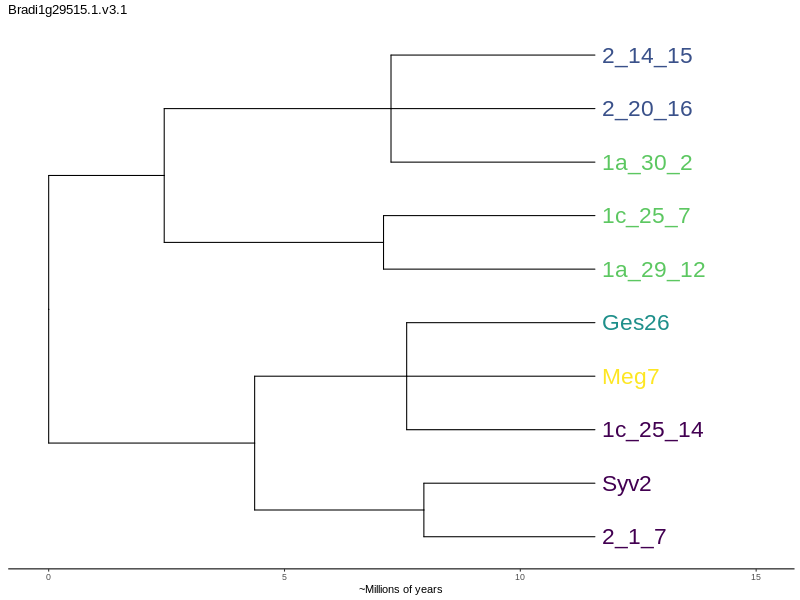 Bradi1g29515.1.v3.1
2_14_15
2_20_16
1a_30_2
1c_25_7
1a_29_12
Ges26
Meg7
1c_25_14
Syv2
2_1_7
0 5 10 15
~Millions of years